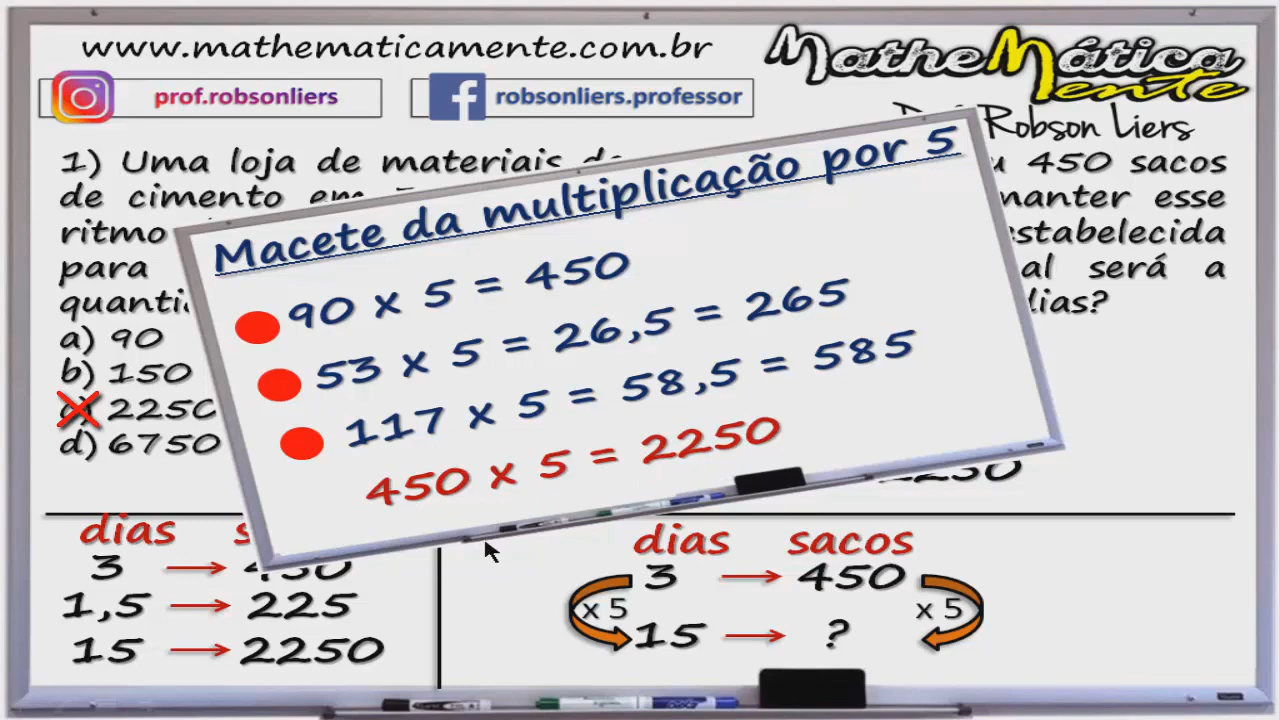 www.mathematicamente.com.br
MatheMática
Mente
prof.robsonliers
robsonliers.professor
Robson Liers
1) Uma loja de materiais
450 sacos
de cimento em
manter esse
ritmo
estabelecida
para
será a
quanti
dias?
a) 90
b) 150
2250
d) 6750
Macete da multiplicação por 5
90 x 5 = 450
53 x 5 = 26,5 = 265
117 x 5 = 58,5 = 585
450 x 5 = 2250
dias
3 → 450
1,5 → 225
15 → 2250
dias sacos
3 → 450
x 5
x 5
15 → ?